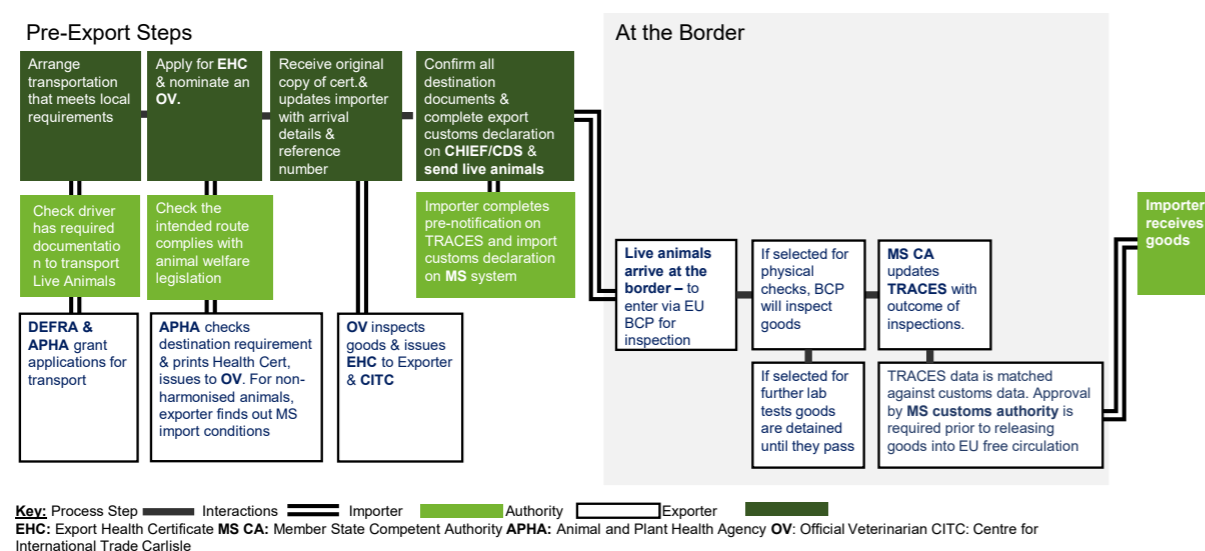 Pre-Export Steps
Arrange
transportation
that meets local
requirements
Apply for EHC
& nominate an
OV.
Receive original
copy of cert.&
updates importer
with arrival
details &
reference
number
Confirm all
destination
documents &
complete export
customs declaration
on CHIEF/CDS &
send live animals
Check driver
has required
documentatio
n to transport
Live Animals
Check the
intended route
complies with
animal welfare
legislation
Importer completes
pre-notification on
TRACES and import
customs declaration
on MS system
DEFRA &
APHA grant
applications for
transport
APHA checks
destination requirement
& prints Health Cert,
issues to OV. For non-
harmonised animals,
exporter finds out MS
import conditions
OV inspects
goods & issues
EHC to Exporter
& CITC
At the Border
Live animals
arrive at the
border – to
enter via EU
BCP for
inspection
If selected for
physical
checks, BCP
will inspect
goods
MS CA
updates
TRACES with
outcome of
inspections.
If selected for
further lab
tests goods
are detained
until they pass
TRACES data is matched
against customs data. Approval
by MS customs authority is
required prior to releasing
goods into EU free circulation
Importer
receives
goods
Key: Process Step Interactions Importer Authority Exporter
EHC: Export Health Certificate MS CA: Member State Competent Authority APHA: Animal and Plant Health Agency OV: Official Veterinarian CITC: Centre for
International Trade Carlisle